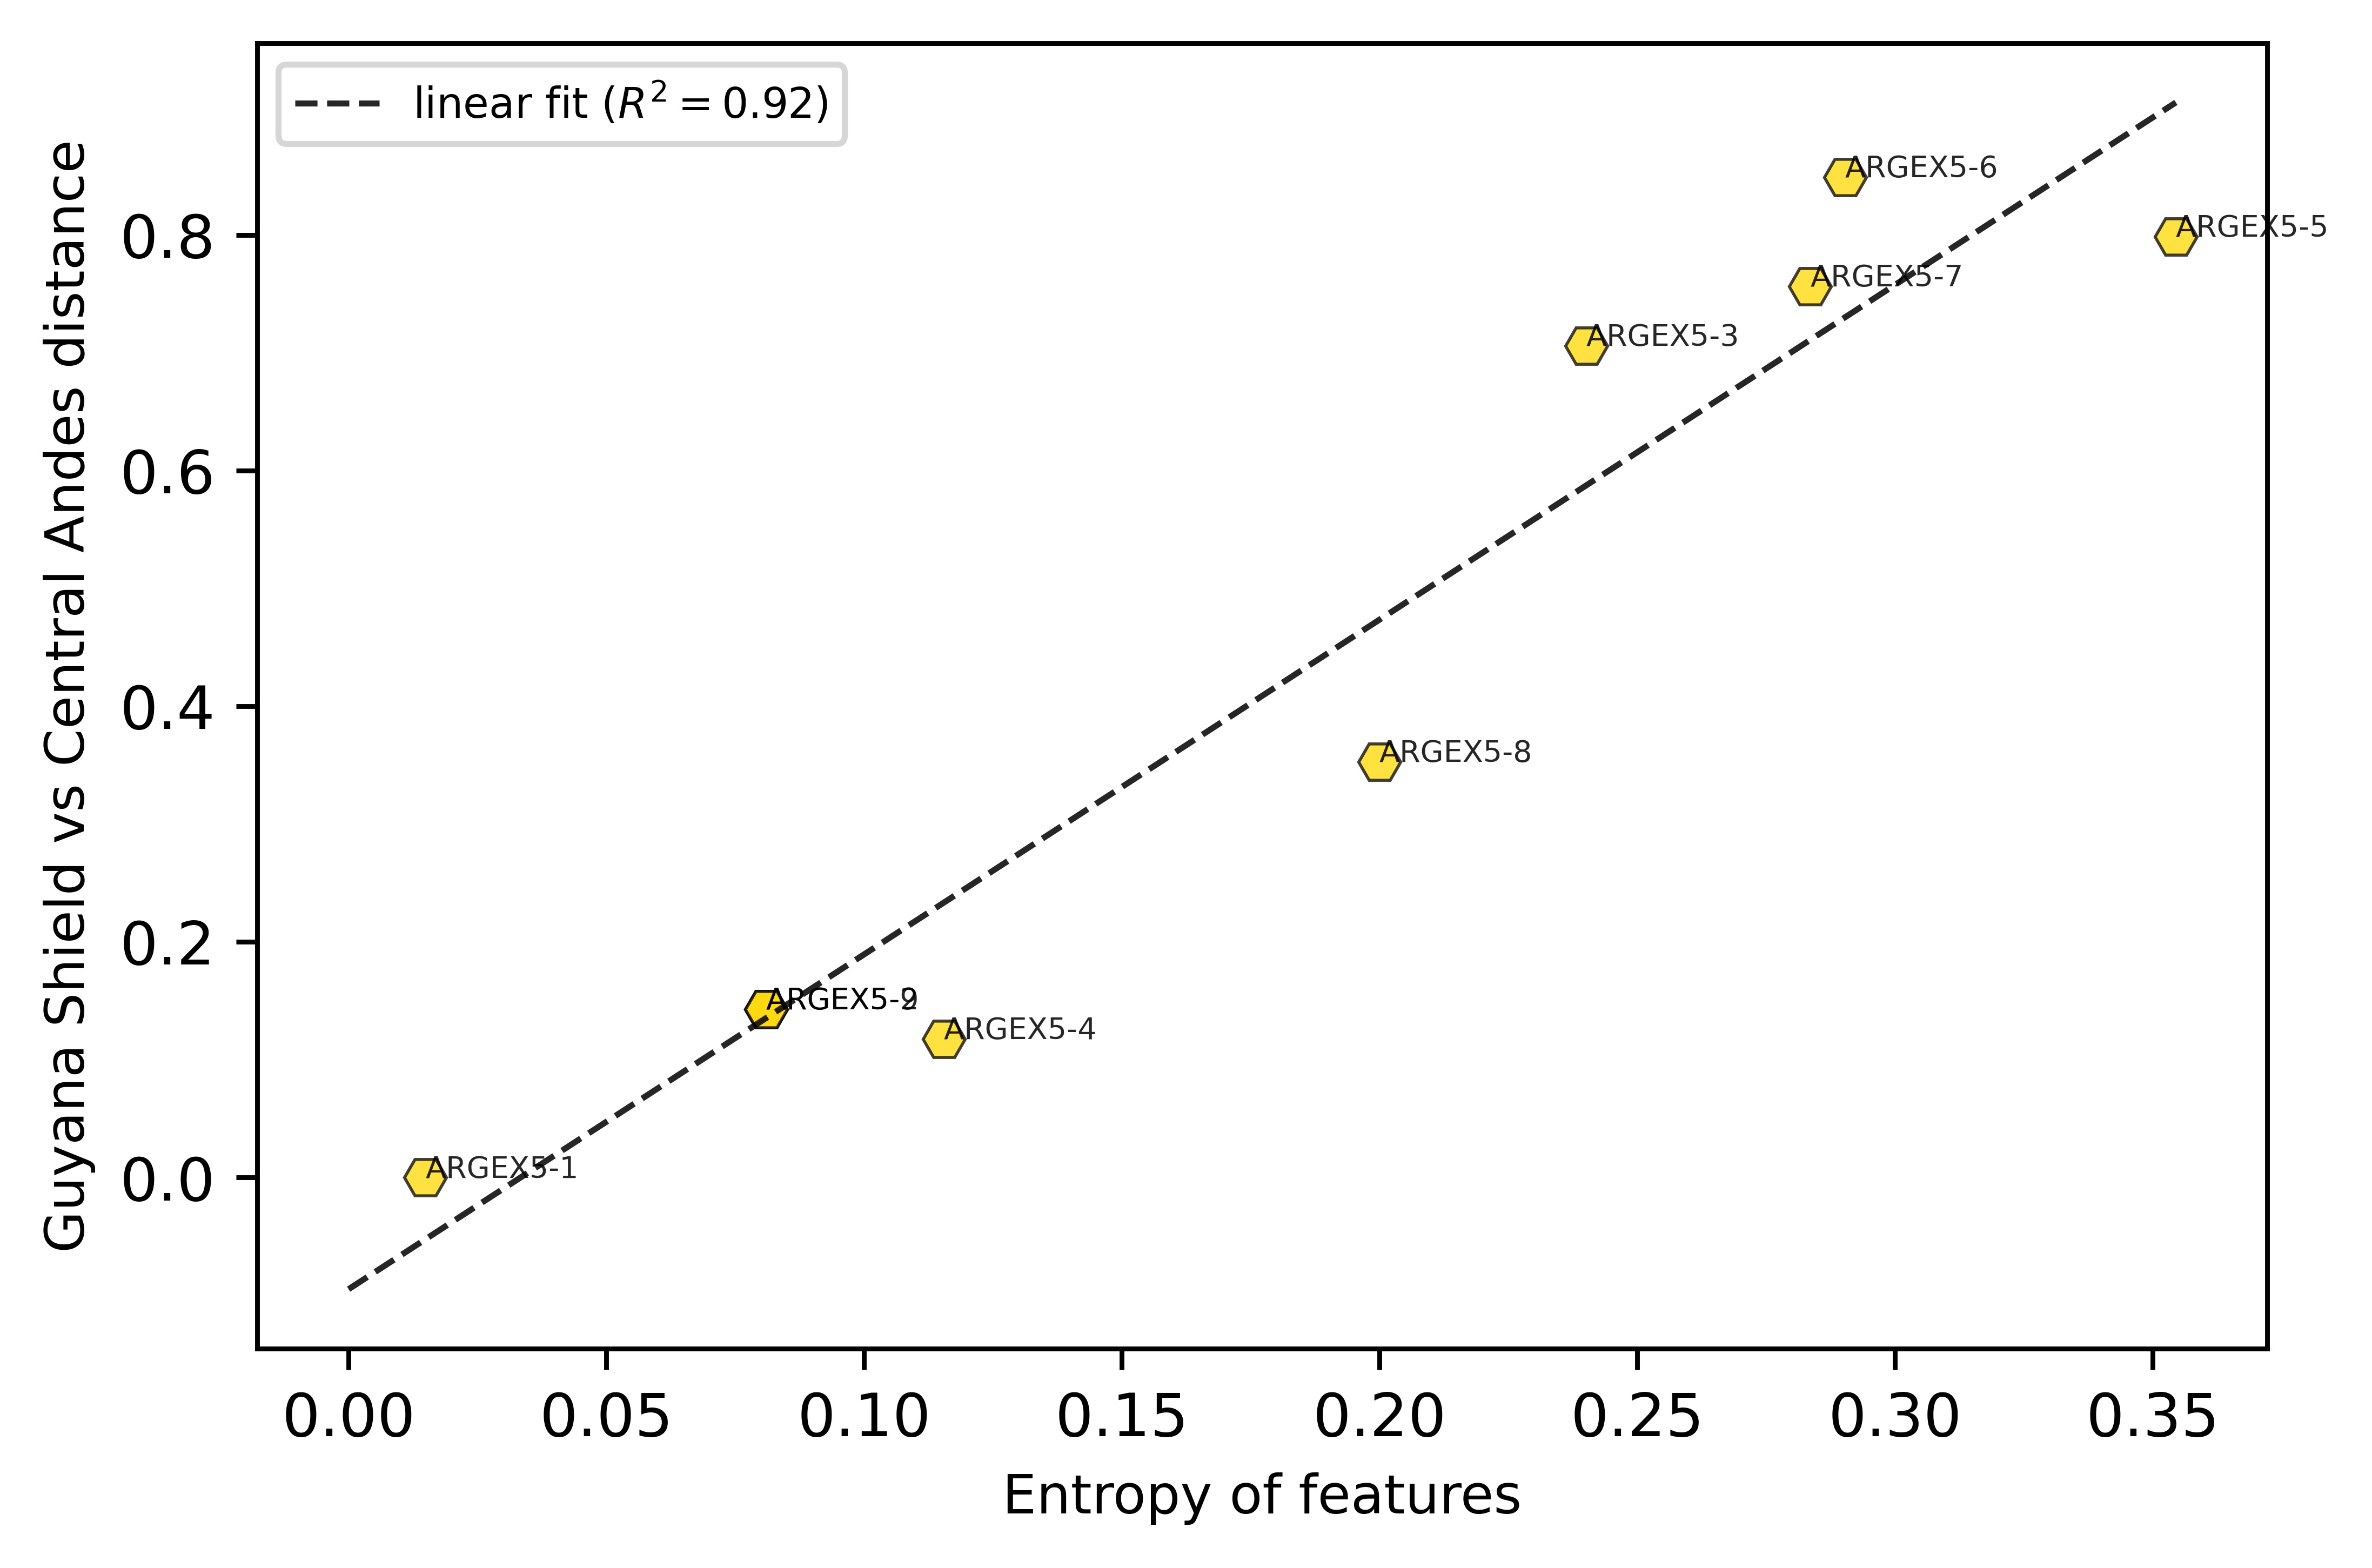 linear fit (R² = 0.92)
Guyana Shield vs Central Andes distance
0.8
0.6
0.4
0.2
0.0
ARGEX5-6
ARGEX5-5
ARGEX5-7
ARGEX5-3
ARGEX5-8
ARGEX5-4
ARGEX5-1
0.00 0.05 0.10 0.15 0.20 0.25 0.30 0.35
Entropy of features